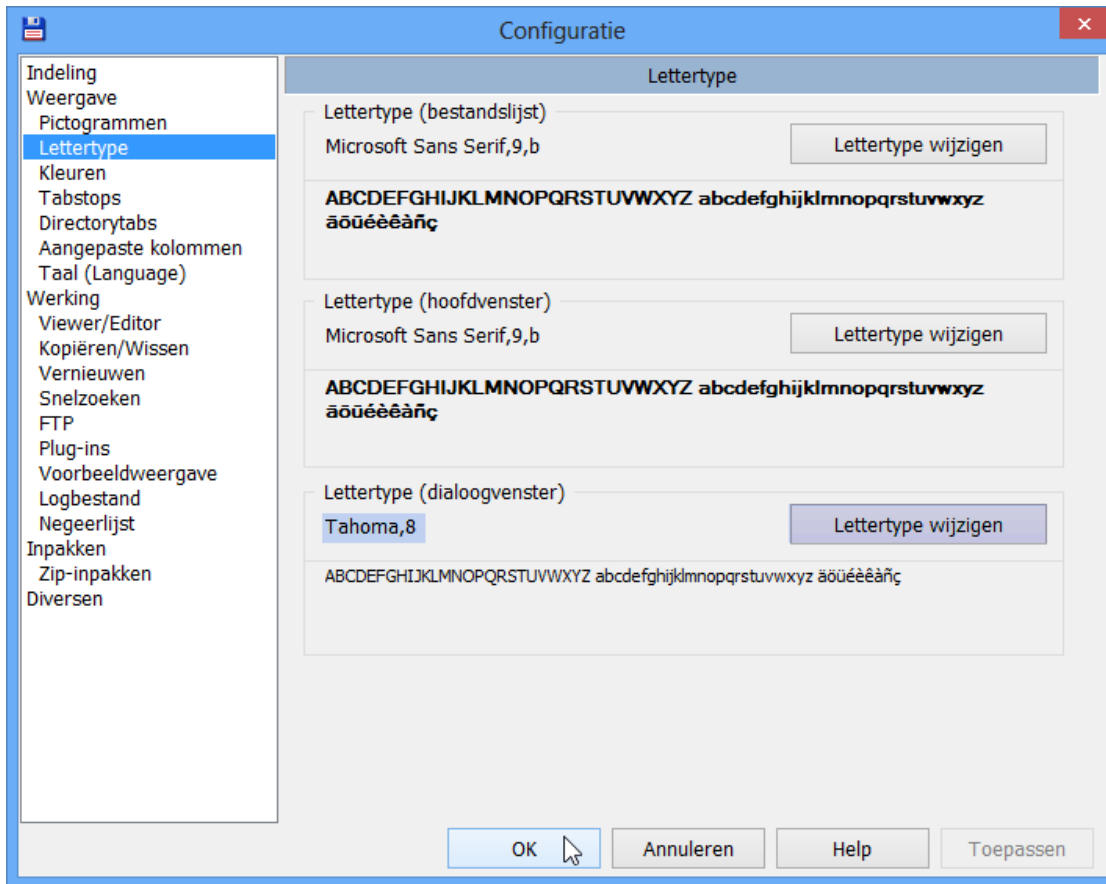 Configuratie
Indeling
Weergave
Pictogrammen
Lettertype
Kleuren
Tabstops
Directorytabs
Aangepaste kolommen
Taal (Language)
Werking
Viewer/Editor
Kopiëren/Wissen
Vernieuwen
Snelzoeken
FTP
Plug-ins
Voorbeeldweergave
Logbestand
Negeerlijst
Inpakken
Zip-inpakken
Diversen
Lettertype
Lettertype (bestandslijst)
Microsoft Sans Serif,9,b
Lettertype wijzigen
ABCDEFGHIJKLMNOPQRSTUVWXYZ abcdefghijklmnopqrstuvwxyz
äöüéèêàñç
Lettertype (hoofdvenster)
Microsoft Sans Serif,9,b
Lettertype wijzigen
ABCDEFGHIJKLMNOPQRSTUVWXYZ abcdefghijklmnopqrstuvwxyz
äöüéèêàñç
Lettertype (dialoogvenster)
Tahoma,8
Lettertype wijzigen
ABCDEFGHIJKLMNOPQRSTUVWXYZ abcdefghijklmnopqrstuvwxyz äöüéèêàñç
OK
Annuleren
Help
Toepassen